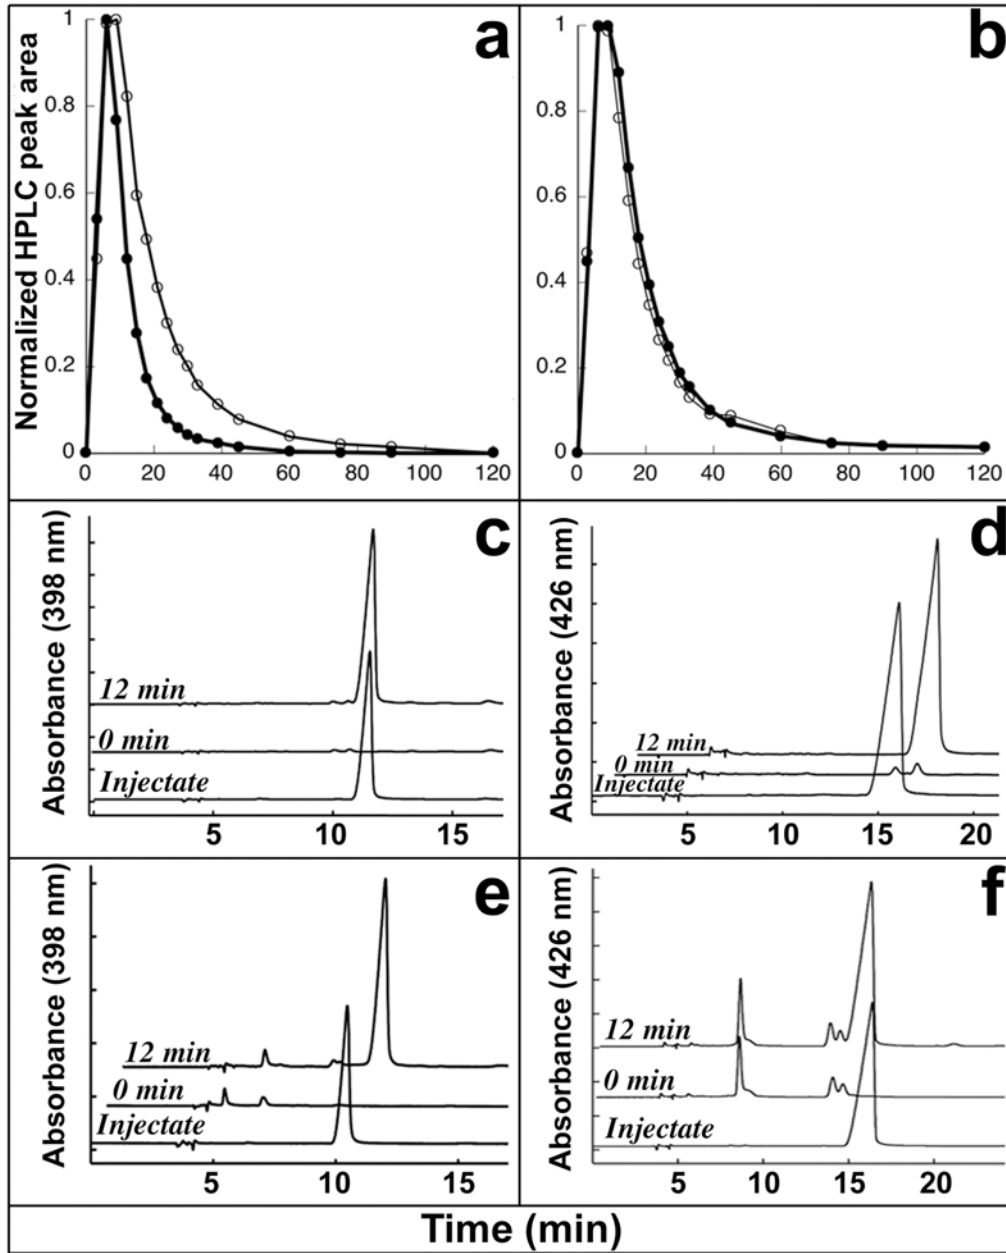 a
Normalized HPLC peak area
1
0.8
0.6
0.4
0.2
0
0 20 40 60 80 100 120
b
1
0.8
0.6
0.4
0.2
0
0 20 40 60 80 100 120
c
Absorbance (398 nm)
12 min
0 min
Injectate
5 10 15
d
Absorbance (426 nm)
12 min
0 min
Injectate
5 10 15 20
e
Absorbance (398 nm)
12 min
0 min
Injectate
5 10 15
f
Absorbance (426 nm)
12 min
0 min
Injectate
5 10 15 20
Time (min)